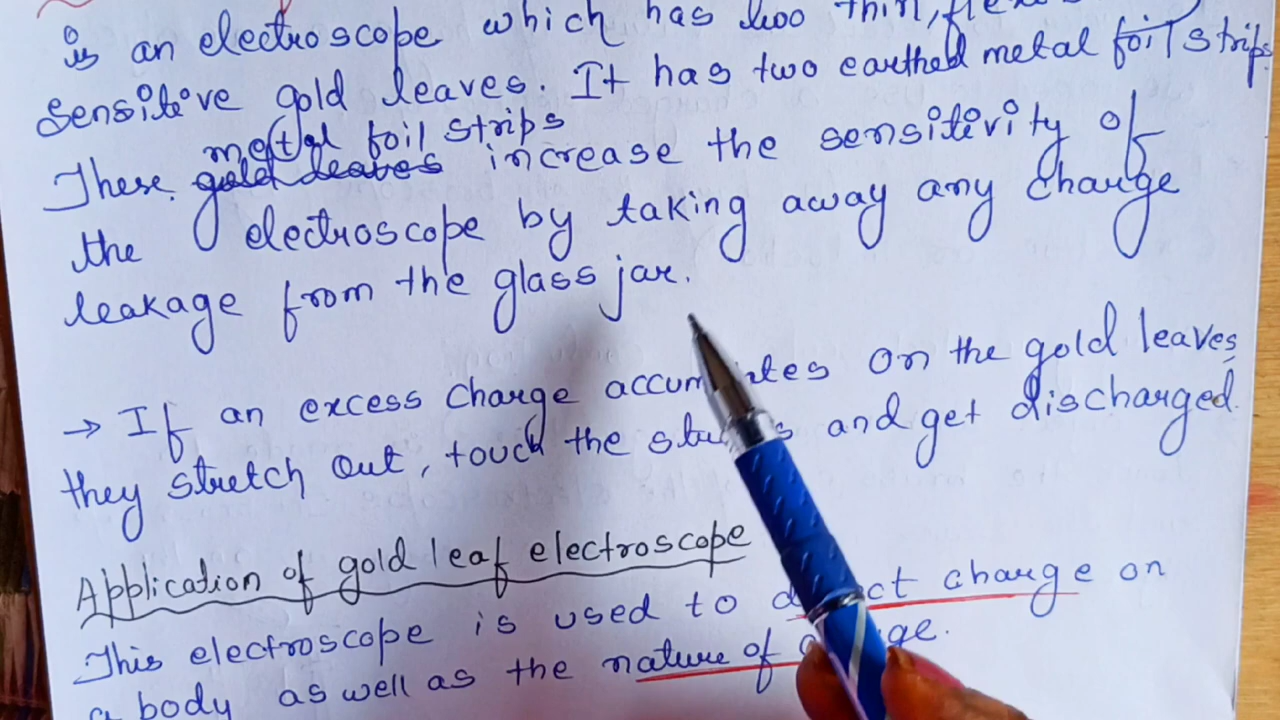 is an electroscope which has two thin,
sensitive gold leaves. It has two earthed metal foil strips.
metal foil strips
These gold leaves increase the sensitivity of
the electroscope by taking away any charge
leakage from the glass jar.
→ If an excess charge on the gold leaves,
they stretch out, touch the and get discharged.
Application of gold leaf electroscope
This electroscope is used to charge on
a body as well as the nature of